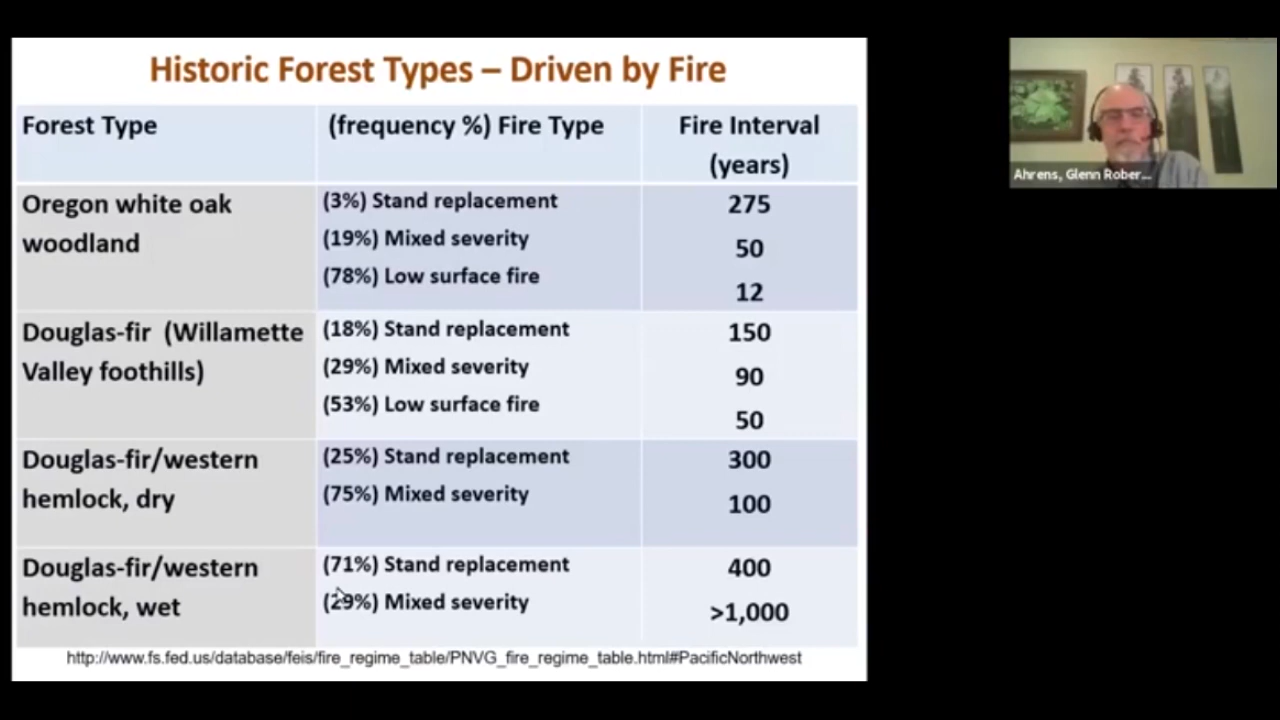 Historic Forest Types – Driven by Fire
Forest Type
(frequency %) Fire Type
Fire Interval
(years)
Oregon white oak
woodland
(3%) Stand replacement
(19%) Mixed severity
(78%) Low surface fire
275
50
12
Douglas-fir (Willamette
Valley foothills)
(18%) Stand replacement
(29%) Mixed severity
(53%) Low surface fire
150
90
50
Douglas-fir/western
hemlock, dry
(25%) Stand replacement
(75%) Mixed severity
300
100
Douglas-fir/western
hemlock, wet
(71%) Stand replacement
(29%) Mixed severity
400
>1,000
http://www.fs.fed.us/database/feis/fire_regime_table/PNVG_fire_regime_table.html#PacificNorthwest
Ahrens, Glenn Rober...